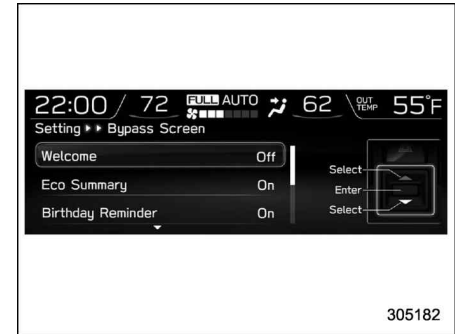 22:00 / 72 FULL AUTO 62 OUT TEMP 55°F
Setting ▸▸ Bypass Screen
Welcome Off
Eco Summary On
Birthday Reminder On
Select
Enter
Select
305182